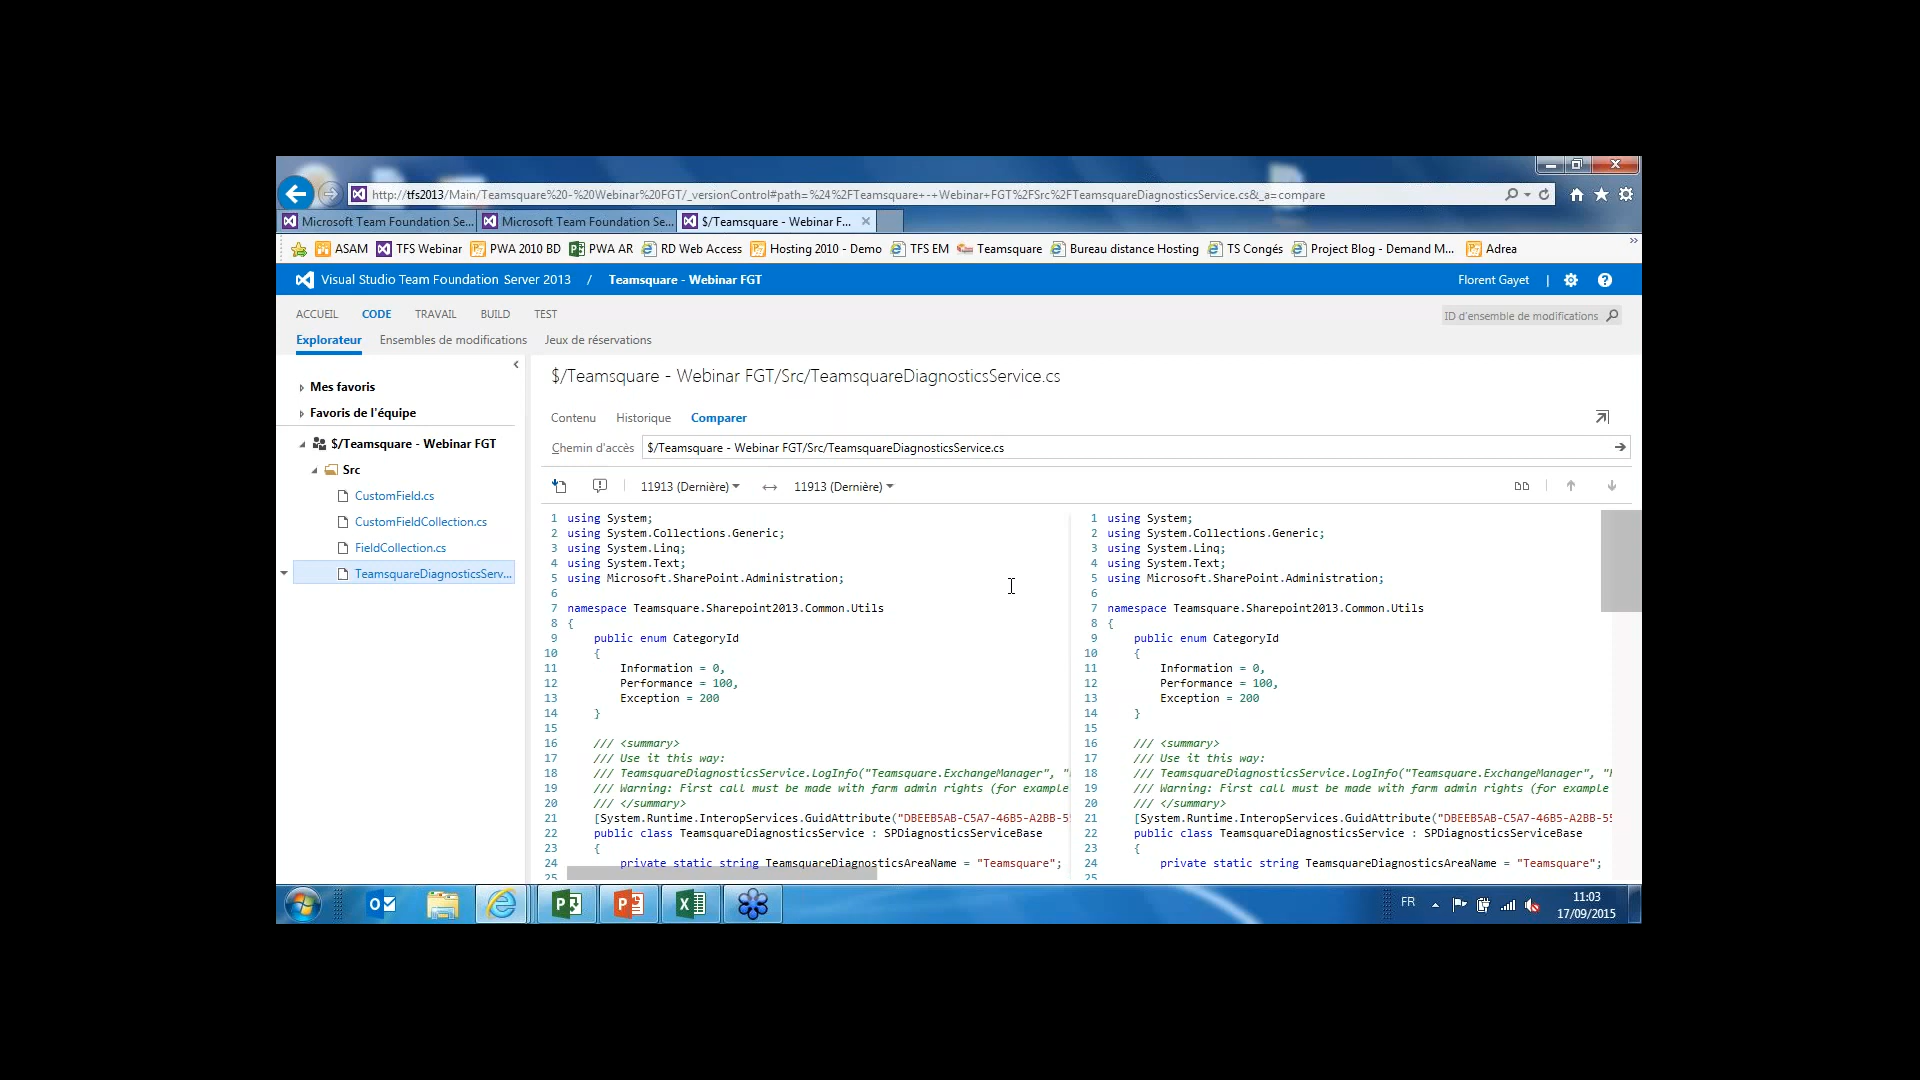 http://tfs2013/Main/Teamsquare%20-%20Webinar%20FGT/_versionControl#path=%24%2FTeamsquare+-+Webinar+FGT%2FSrc%2FTeamsquareDiagnosticsService.cs&_a=compare
Microsoft Team Foundation Se... Microsoft Team Foundation Se... $/Teamsquare - Webinar F...
ASAM TFS Webinar PWA 2010 BD PWA AR RD Web Access Hosting 2010 - Demo TFS EM Teamsquare Bureau distance Hosting TS Congés Project Blog - Demand M... Adrea
Visual Studio Team Foundation Server 2013 / Teamsquare - Webinar FGT Florent Gayet |
ACCUEIL CODE TRAVAIL BUILD TEST ID d'ensemble de modifications
Explorateur Ensembles de modifications Jeux de réservations
$/Teamsquare - Webinar FGT/Src/TeamsquareDiagnosticsService.cs
Mes favoris
Favoris de l'équipe
$/Teamsquare - Webinar FGT
Src
CustomField.cs
CustomFieldCollection.cs
FieldCollection.cs
TeamsquareDiagnosticsServ...
Contenu Historique Comparer
Chemin d'accès $/Teamsquare - Webinar FGT/Src/TeamsquareDiagnosticsService.cs
11913 (Dernière) 11913 (Dernière)
1 using System;
2 using System.Collections.Generic;
3 using System.Linq;
4 using System.Text;
5 using Microsoft.SharePoint.Administration;
6
7 namespace Teamsquare.Sharepoint2013.Common.Utils
8 {
9 public enum CategoryId
10 {
11 Information = 0,
12 Performance = 100,
13 Exception = 200
14 }
15
16 /// <summary>
17 /// Use it this way:
18 /// TeamsquareDiagnosticsService.LogInfo("Teamsquare.ExchangeManager", "
19 /// Warning: First call must be made with farm admin rights (for example
20 /// </summary>
21 [System.Runtime.InteropServices.GuidAttribute("DBEEB5AB-C5A7-46B5-A2BB-5
22 public class TeamsquareDiagnosticsService : SPDiagnosticsServiceBase
23 {
24 private static string TeamsquareDiagnosticsAreaName = "Teamsquare";
25
1 using System;
2 using System.Collections.Generic;
3 using System.Linq;
4 using System.Text;
5 using Microsoft.SharePoint.Administration;
6
7 namespace Teamsquare.Sharepoint2013.Common.Utils
8 {
9 public enum CategoryId
10 {
11 Information = 0,
12 Performance = 100,
13 Exception = 200
14 }
15
16 /// <summary>
17 /// Use it this way:
18 /// TeamsquareDiagnosticsService.LogInfo("Teamsquare.ExchangeManager", "
19 /// Warning: First call must be made with farm admin rights (for example
20 /// </summary>
21 [System.Runtime.InteropServices.GuidAttribute("DBEEB5AB-C5A7-46B5-A2BB-5
22 public class TeamsquareDiagnosticsService : SPDiagnosticsServiceBase
23 {
24 private static string TeamsquareDiagnosticsAreaName = "Teamsquare";
25
FR 11:03
17/09/2015